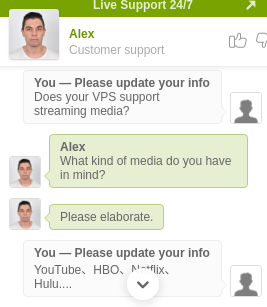 Live Support 24/7
Alex
Customer support
You — Please update your info
Does your VPS support
streaming media?
Alex
What kind of media do you have
in mind?
Please elaborate.
You — Please update your info
YouTube、HBO、Netflix、
Hulu....